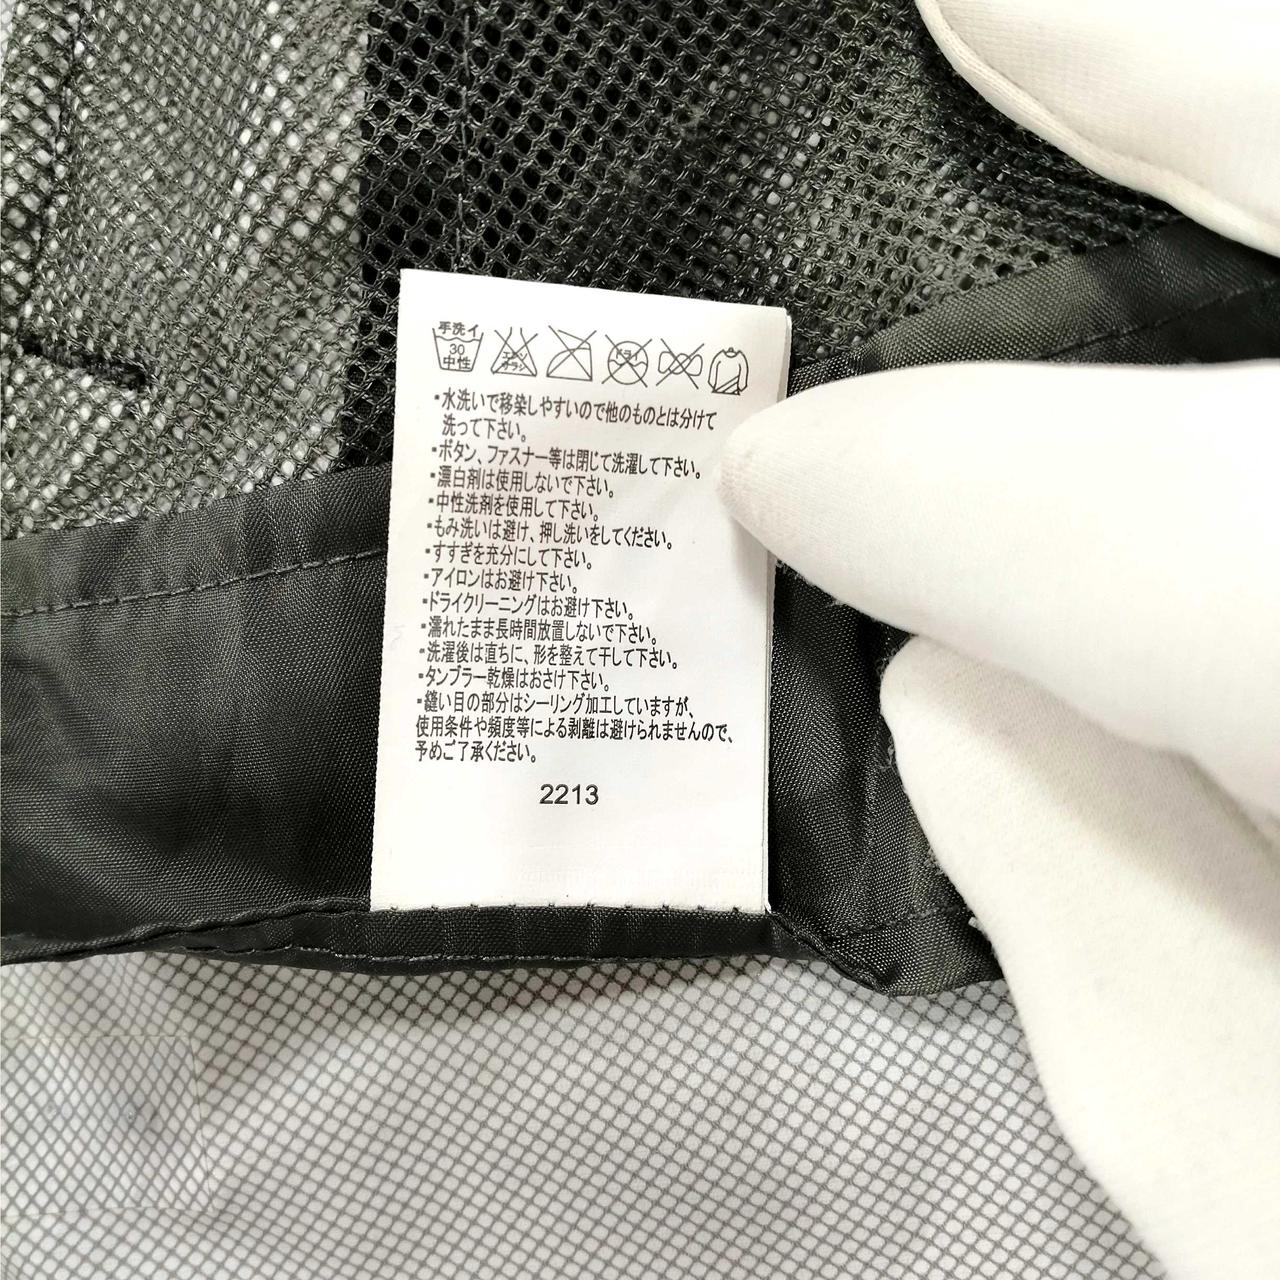 手洗イ
30
中性
エンソ
サラシ
ドライ
・水洗いで移染しやすいので他のものとは分けて
洗って下さい。
・ボタン、ファスナー等は閉じて洗濯して下さい。
・漂白剤は使用しないで下さい。
・中性洗剤を使用して下さい。
・もみ洗いは避け、押し洗いをしてください。
・すすぎを充分にして下さい。
・アイロンはお避け下さい。
・ドライクリーニングはお避け下さい。
・濡れたまま長時間放置しないで下さい。
・洗濯後は直ちに、形を整えて干して下さい。
・タンブラー乾燥はおさけ下さい。
・縫い目の部分はシーリング加工していますが、
使用条件や頻度等による剥離は避けられませんので、
予めご了承ください。
2213